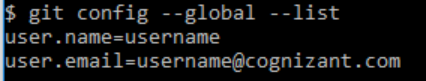 $ git config --global --list
user.name=username
user.email=username@cognizant.com